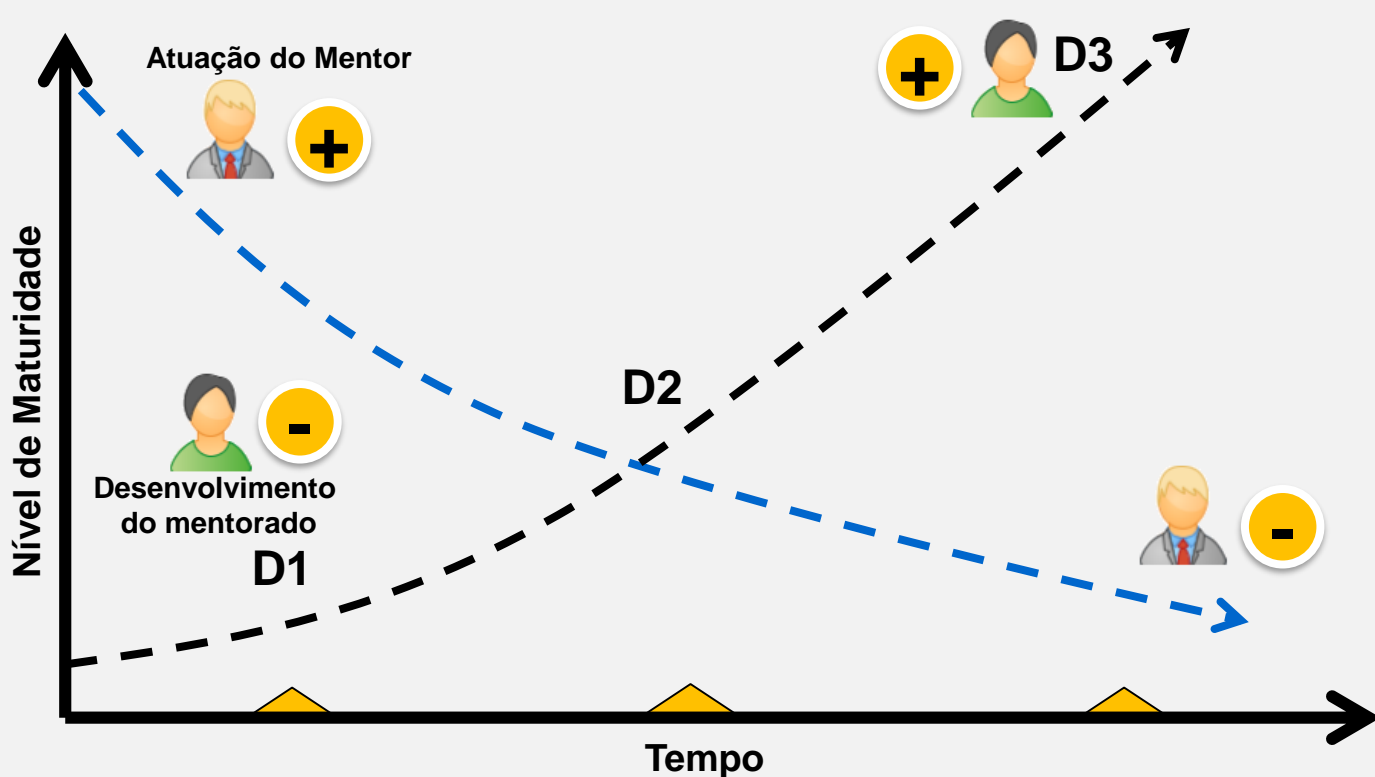 Atuação do Mentor
+
+
D3
Nível de Maturidade
D2
-
Desenvolvimento
do mentorado
D1
-
Tempo